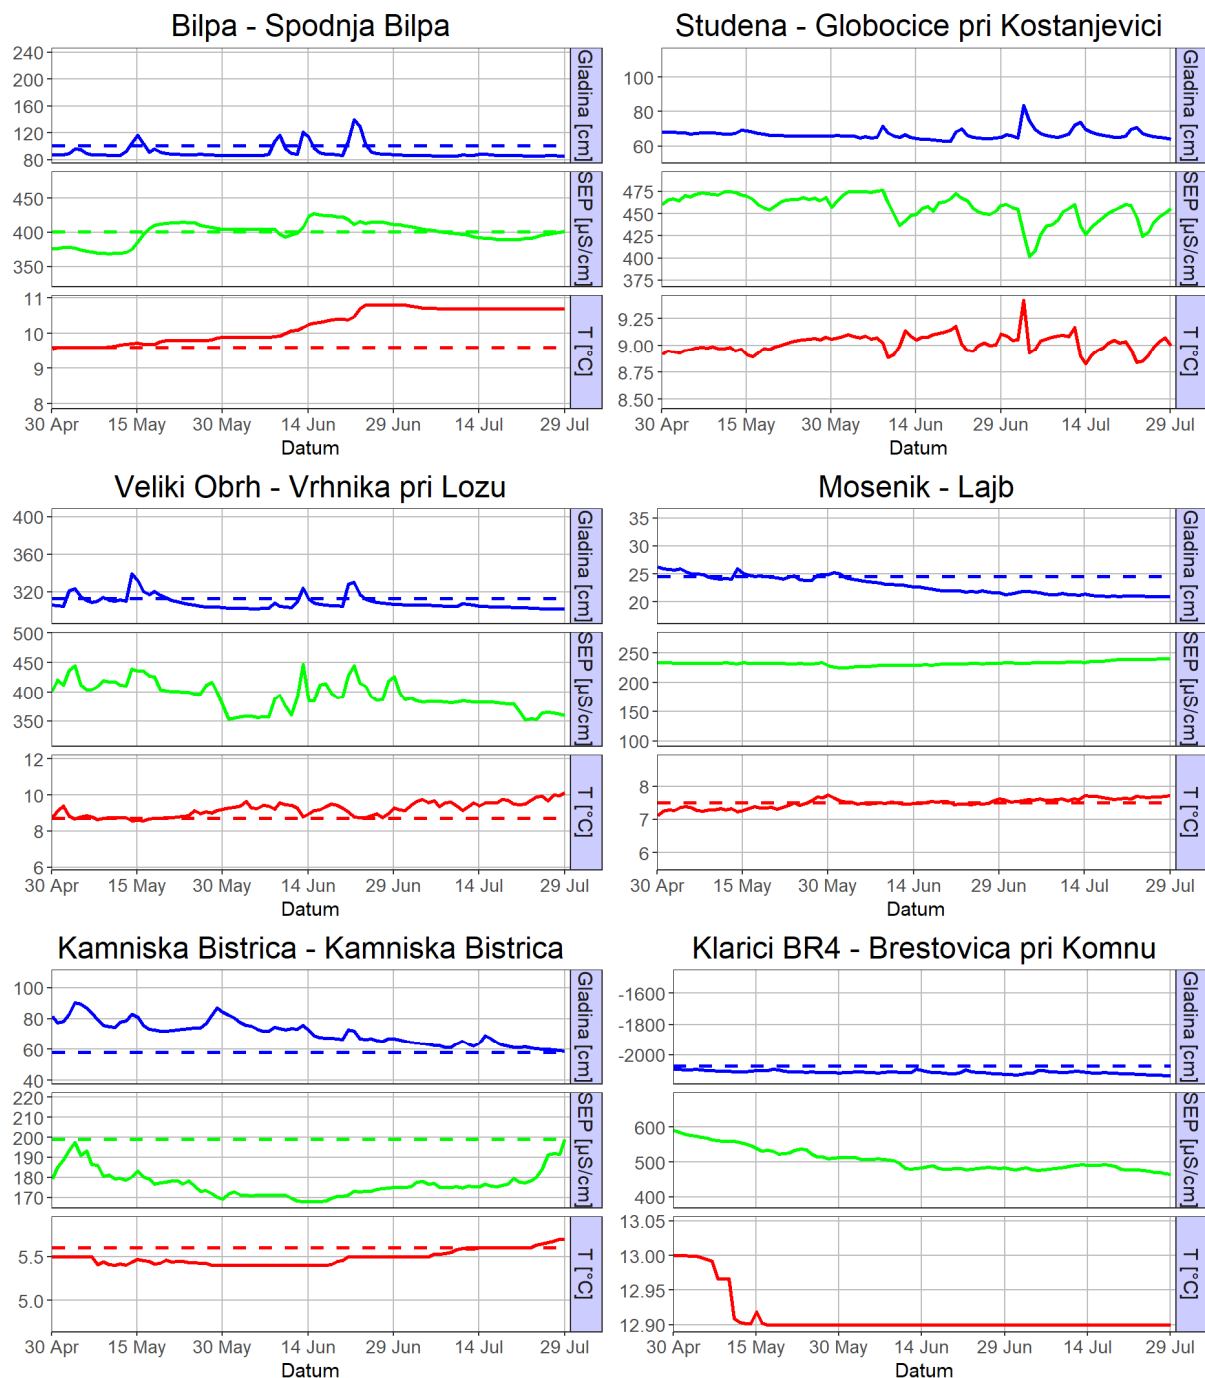 Bilpa - Spodnja Bilpa
240
200
160
120
80
Gladina [cm]
450
400
350
SEP [µS/cm]
11
10
9
8
T [°C]
30 Apr 15 May 30 May 14 Jun 29 Jun 14 Jul 29 Jul
Datum
Studena - Globocice pri Kostanjevici
100
80
60
Gladina [cm]
475
450
425
400
375
SEP [µS/cm]
9.25
9.00
8.75
8.50
T [°C]
30 Apr 15 May 30 May 14 Jun 29 Jun 14 Jul 29 Jul
Datum
Veliki Obrh - Vrhnika pri Lozu
400
360
320
Gladina [cm]
500
450
400
350
SEP [µS/cm]
12
10
8
6
T [°C]
30 Apr 15 May 30 May 14 Jun 29 Jun 14 Jul 29 Jul
Datum
Mosenik - Lajb
35
30
25
20
Gladina [cm]
250
200
150
100
SEP [µS/cm]
8
7
6
T [°C]
30 Apr 15 May 30 May 14 Jun 29 Jun 14 Jul 29 Jul
Datum
Kamniska Bistrica - Kamniska Bistrica
100
80
60
40
Gladina [cm]
220
210
200
190
180
170
SEP [µS/cm]
5.5
5.0
T [°C]
30 Apr 15 May 30 May 14 Jun 29 Jun 14 Jul 29 Jul
Datum
Klarici BR4 - Brestovica pri Komnu
-1600
-1800
-2000
Gladina [cm]
600
500
400
SEP [µS/cm]
13.05
13.00
12.95
12.90
T [°C]
30 Apr 15 May 30 May 14 Jun 29 Jun 14 Jul 29 Jul
Datum